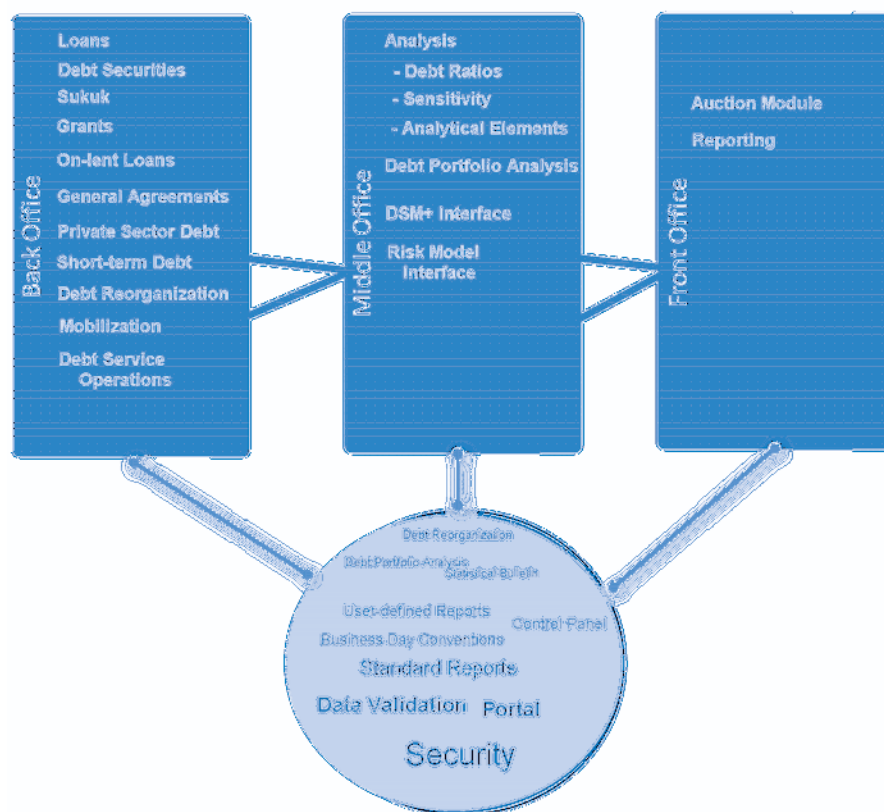 Back Office
Loans
Debt Securities
Sukuk
Grants
On-lent Loans
General Agreements
Private Sector Debt
Short-term Debt
Debt Reorganization
Mobilization
Debt Service
Operations
Middle Office
Analysis
- Debt Ratios
- Sensitivity
- Analytical Elements
Debt Portfolio Analysis
DSM+ Interface
Risk Model
Interface
Front Office
Auction Module
Reporting
Debt Reorganization
Debt Portfolio Analysis
Statistical Bulletin
User-defined Reports
Control Panel
Business Day Conventions
Standard Reports
Data Validation
Portal
Security